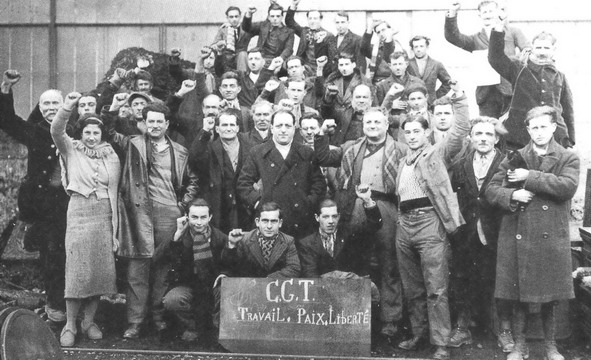 C.G.T.
TRAVAIL. PAIX. LIBERTÉ